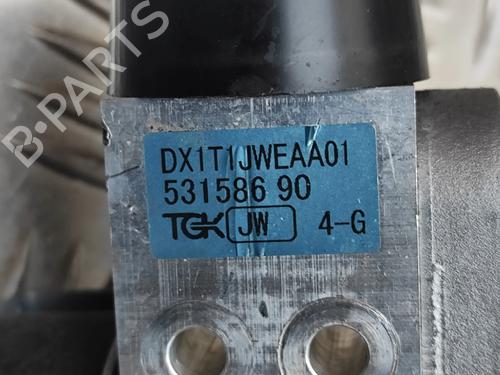 DX1T1JWEAA01
531586 90
TGK JW 4-G
B-PARTS